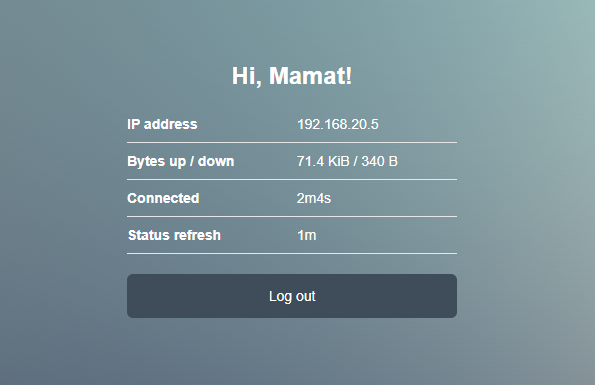 Hi, Mamat!
IP address 192.168.20.5
Bytes up / down 71.4 KiB / 340 B
Connected 2m4s
Status refresh 1m
Log out